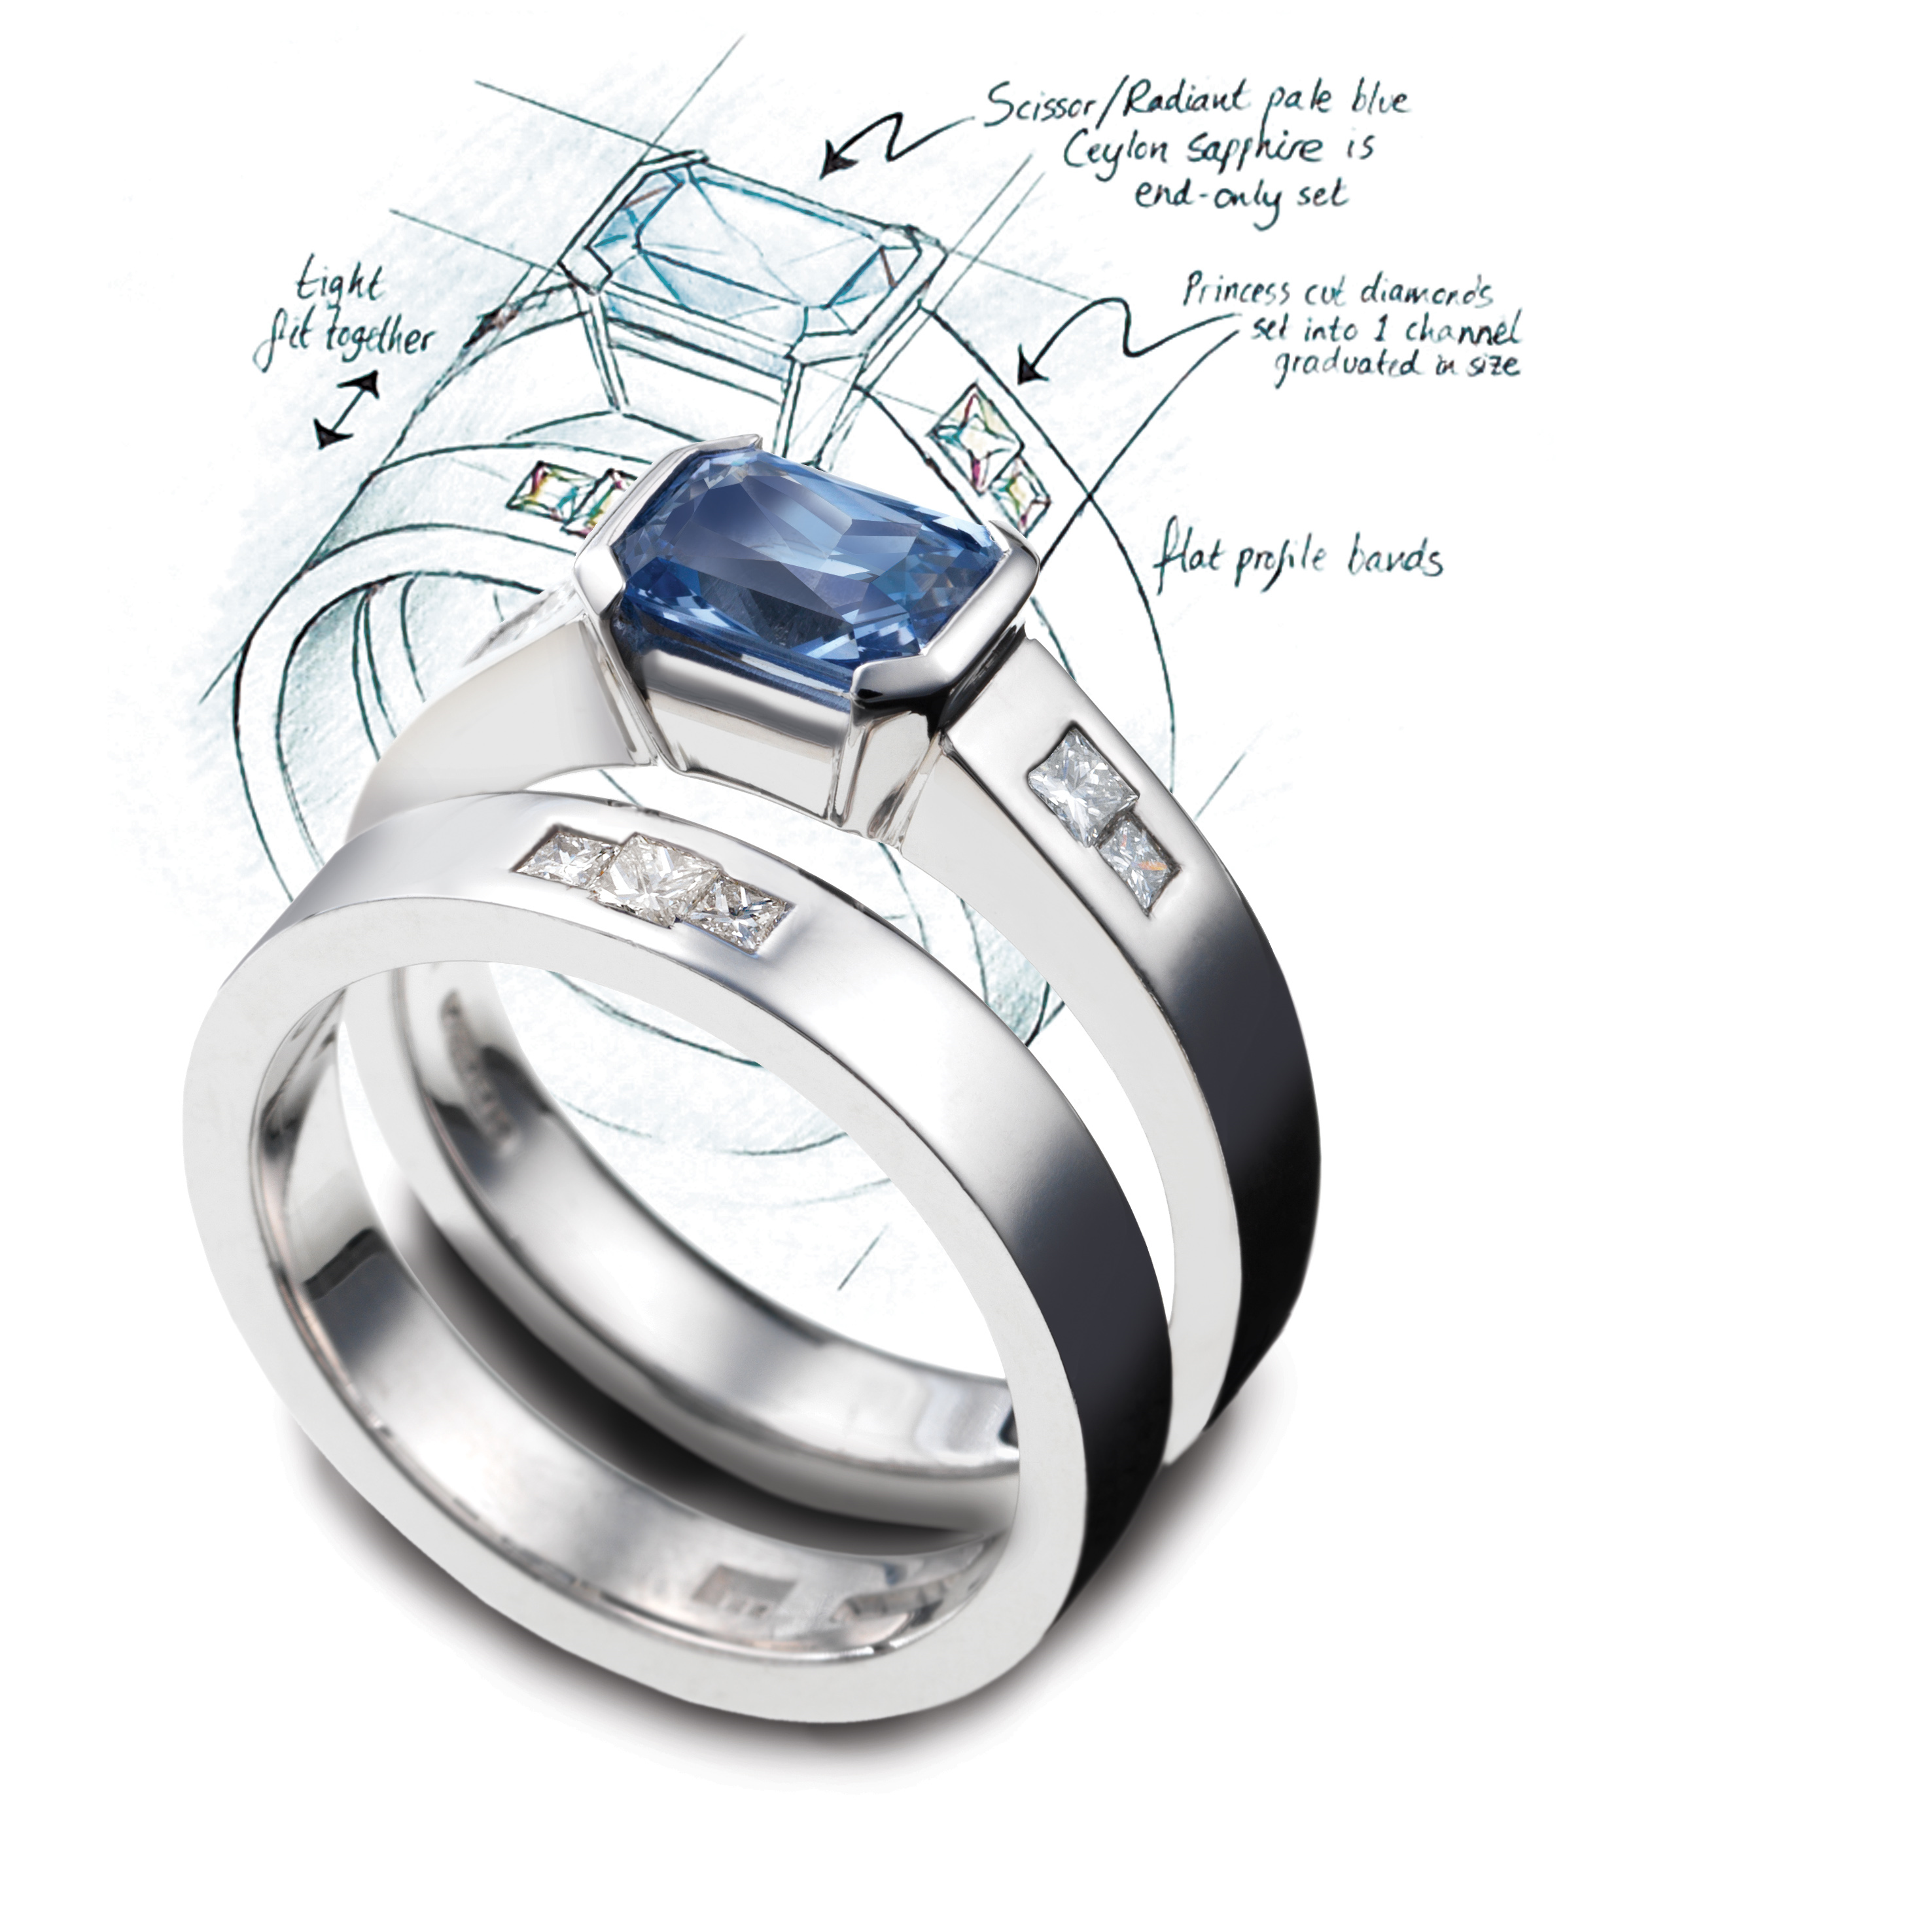 Scissor/Radiant pale blue
Ceylon sapphire is
end-only set
tight
fit together
Princess cut diamonds
set into 1 channel
graduated in size
flat profile bands